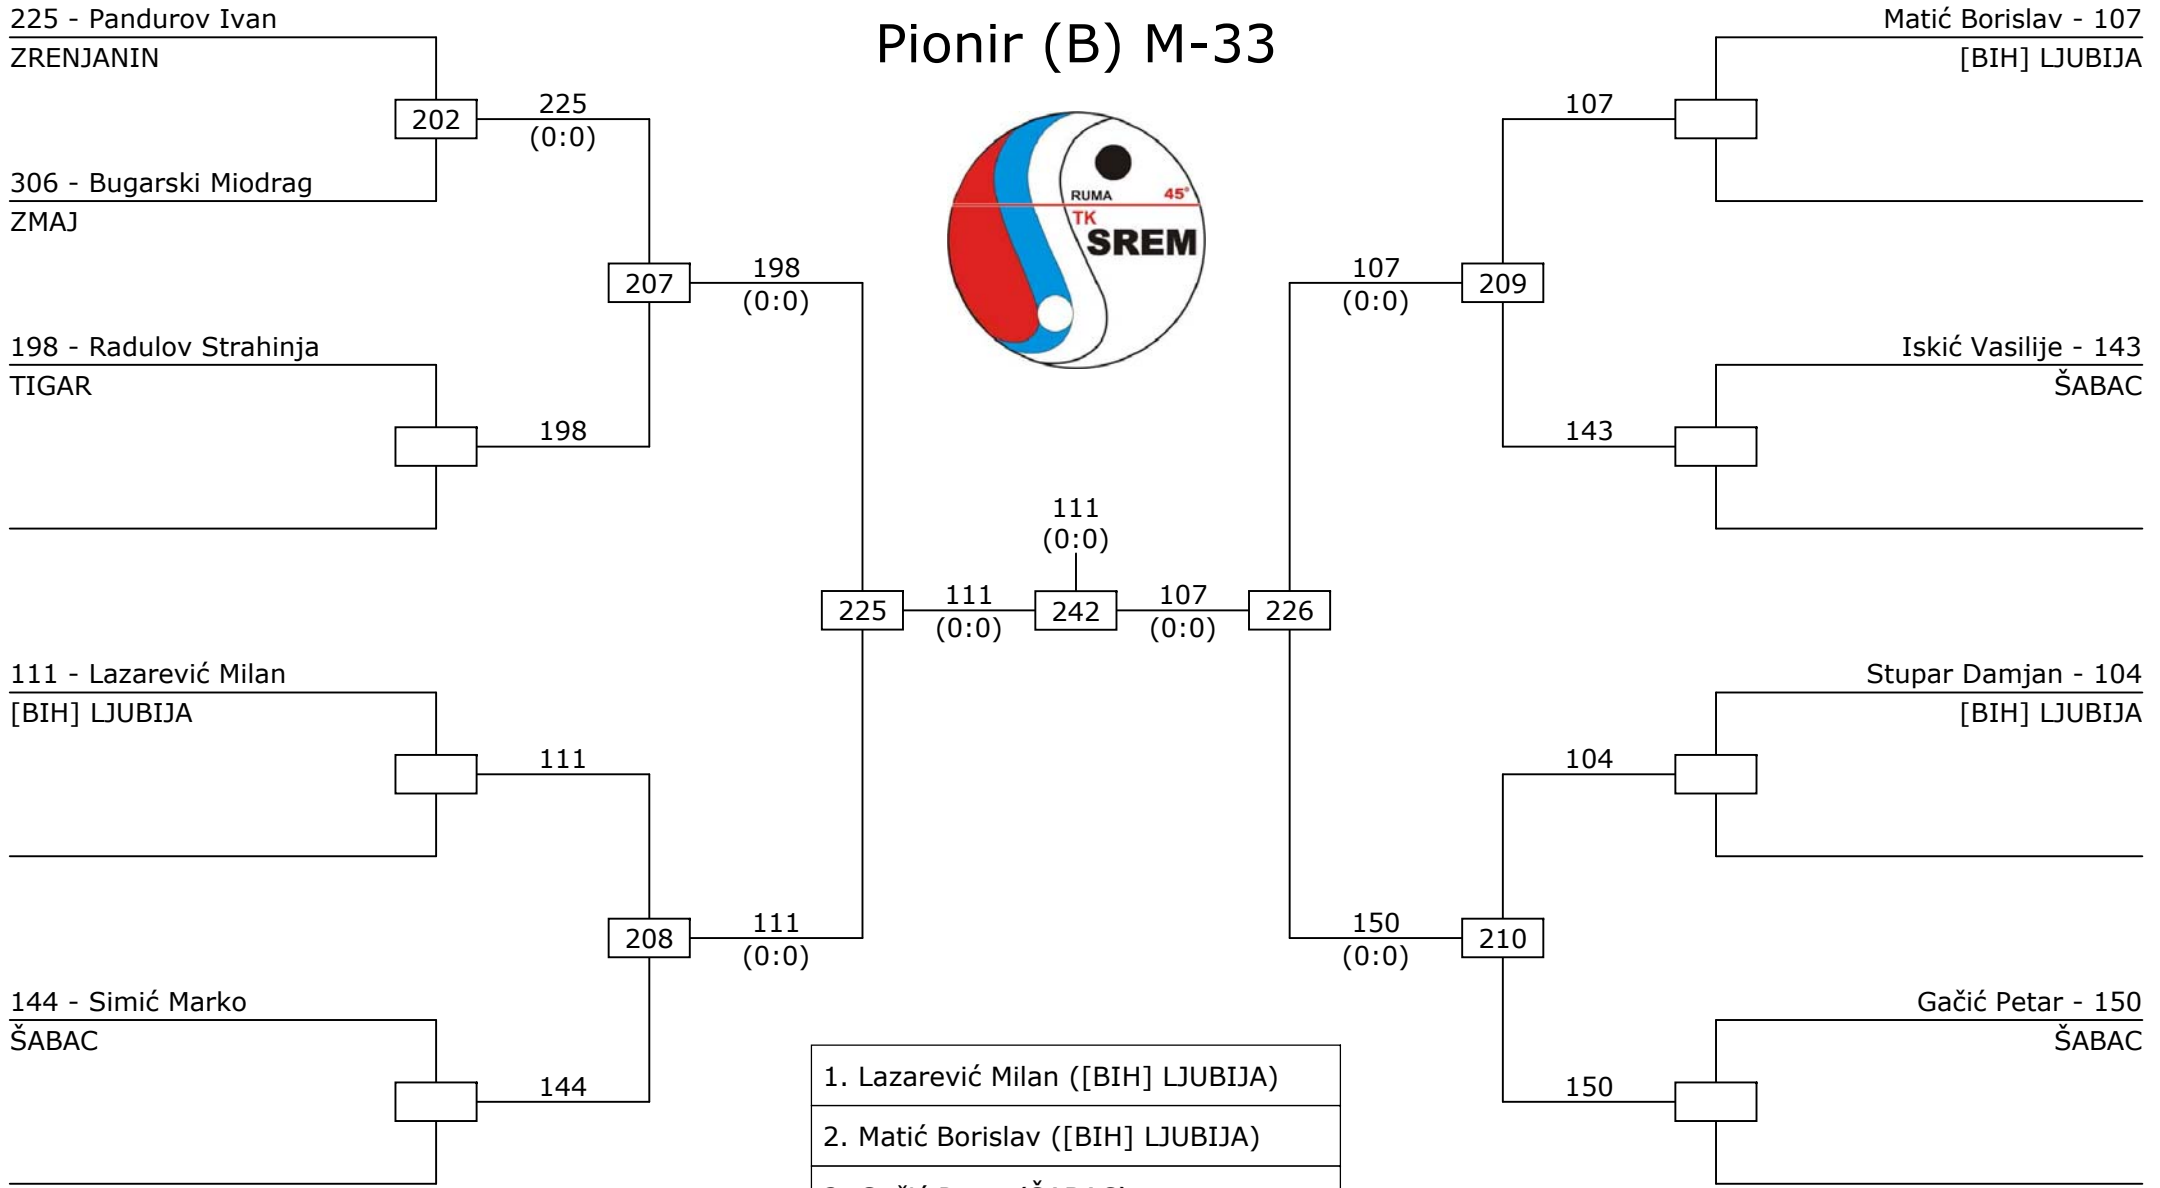 Pionir (B) M-33
225 - Pandurov Ivan
ZRENJANIN
202
225
(0:0)
306 - Bugarski Miodrag
ZMAJ
207
198
(0:0)
198 - Radulov Strahinja
TIGAR
198
225
111
(0:0)
111 - Lazarević Milan
[BIH] LJUBIJA
111
208
111
(0:0)
144 - Simić Marko
ŠABAC
144
RUMA 45°
TK
SREM
111
(0:0)
242
Matić Borislav - 107
[BIH] LJUBIJA
107
107
(0:0)
209
Iskić Vasilije - 143
ŠABAC
143
107
(0:0)
226
Stupar Damjan - 104
[BIH] LJUBIJA
104
150
(0:0)
210
Gačić Petar - 150
ŠABAC
150
1. Lazarević Milan ([BIH] LJUBIJA)
2. Matić Borislav ([BIH] LJUBIJA)